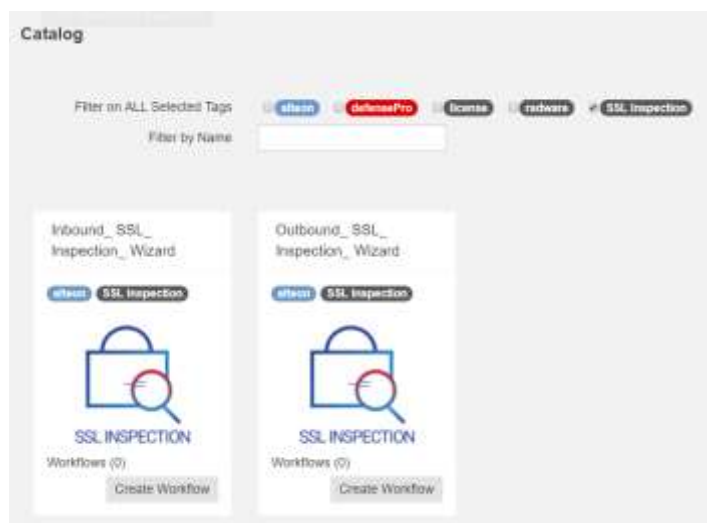 Catalog
Filter on ALL Selected Tags alteon defensePro license radware SSL Inspection
Filter by Name
Inbound_ SSL_
Inspection_ Wizard
alteon SSL Inspection
SSL INSPECTION
Workflows (0)
Create Workflow
Outbound_ SSL_
Inspection_ Wizard
alteon SSL Inspection
SSL INSPECTION
Workflows (0)
Create Workflow